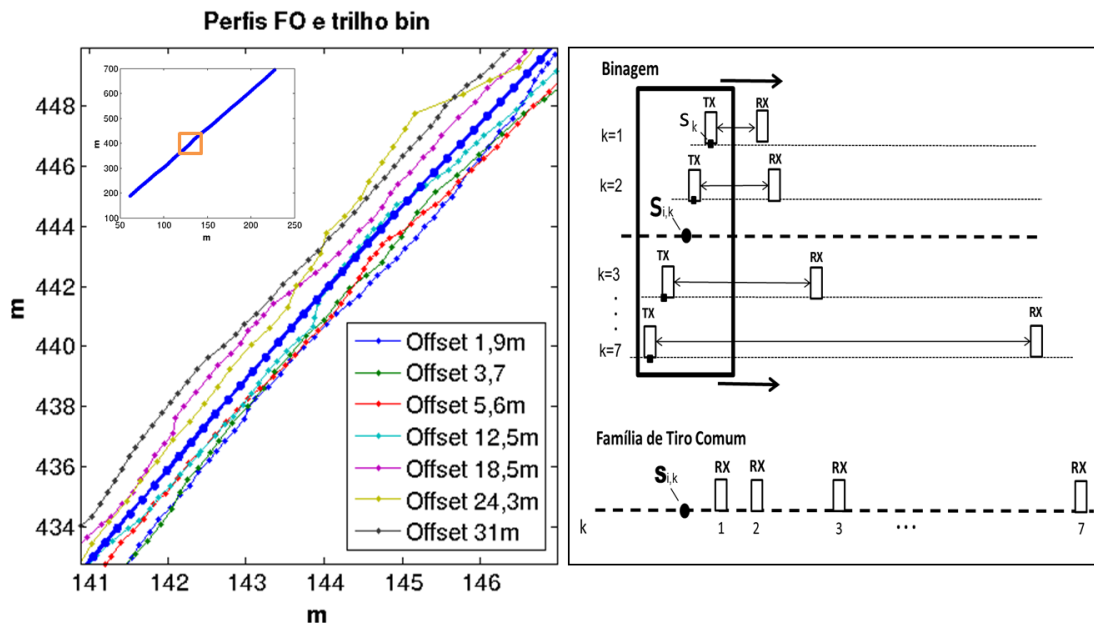 Perfis FO e trilho bin
m
448
446
444
442
440
438
436
434
141 142 143 144 145 146
m
700
600
500
400
300
200
100
50 100 150 200 250
m
m
Offset 1,9m
Offset 3,7
Offset 5,6m
Offset 12,5m
Offset 18,5m
Offset 24,3m
Offset 31m
Binagem
TX RX
k=1 Sk
TX RX
k=2
Si,k
TX RX
k=3
.
.
.
TX RX
k=7
Família de Tiro Comum
Si,k RX RX RX RX
k 1 2 3 ... 7